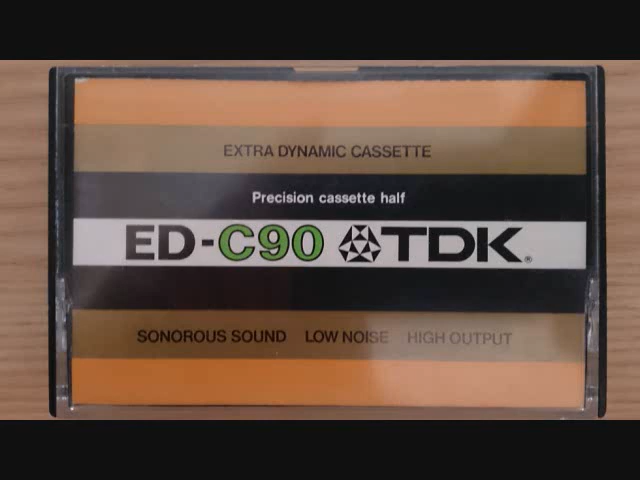 EXTRA DYNAMIC CASSETTE
Precision cassette half
ED-C90 TDK®
SONOROUS SOUND LOW NOISE HIGH OUTPUT